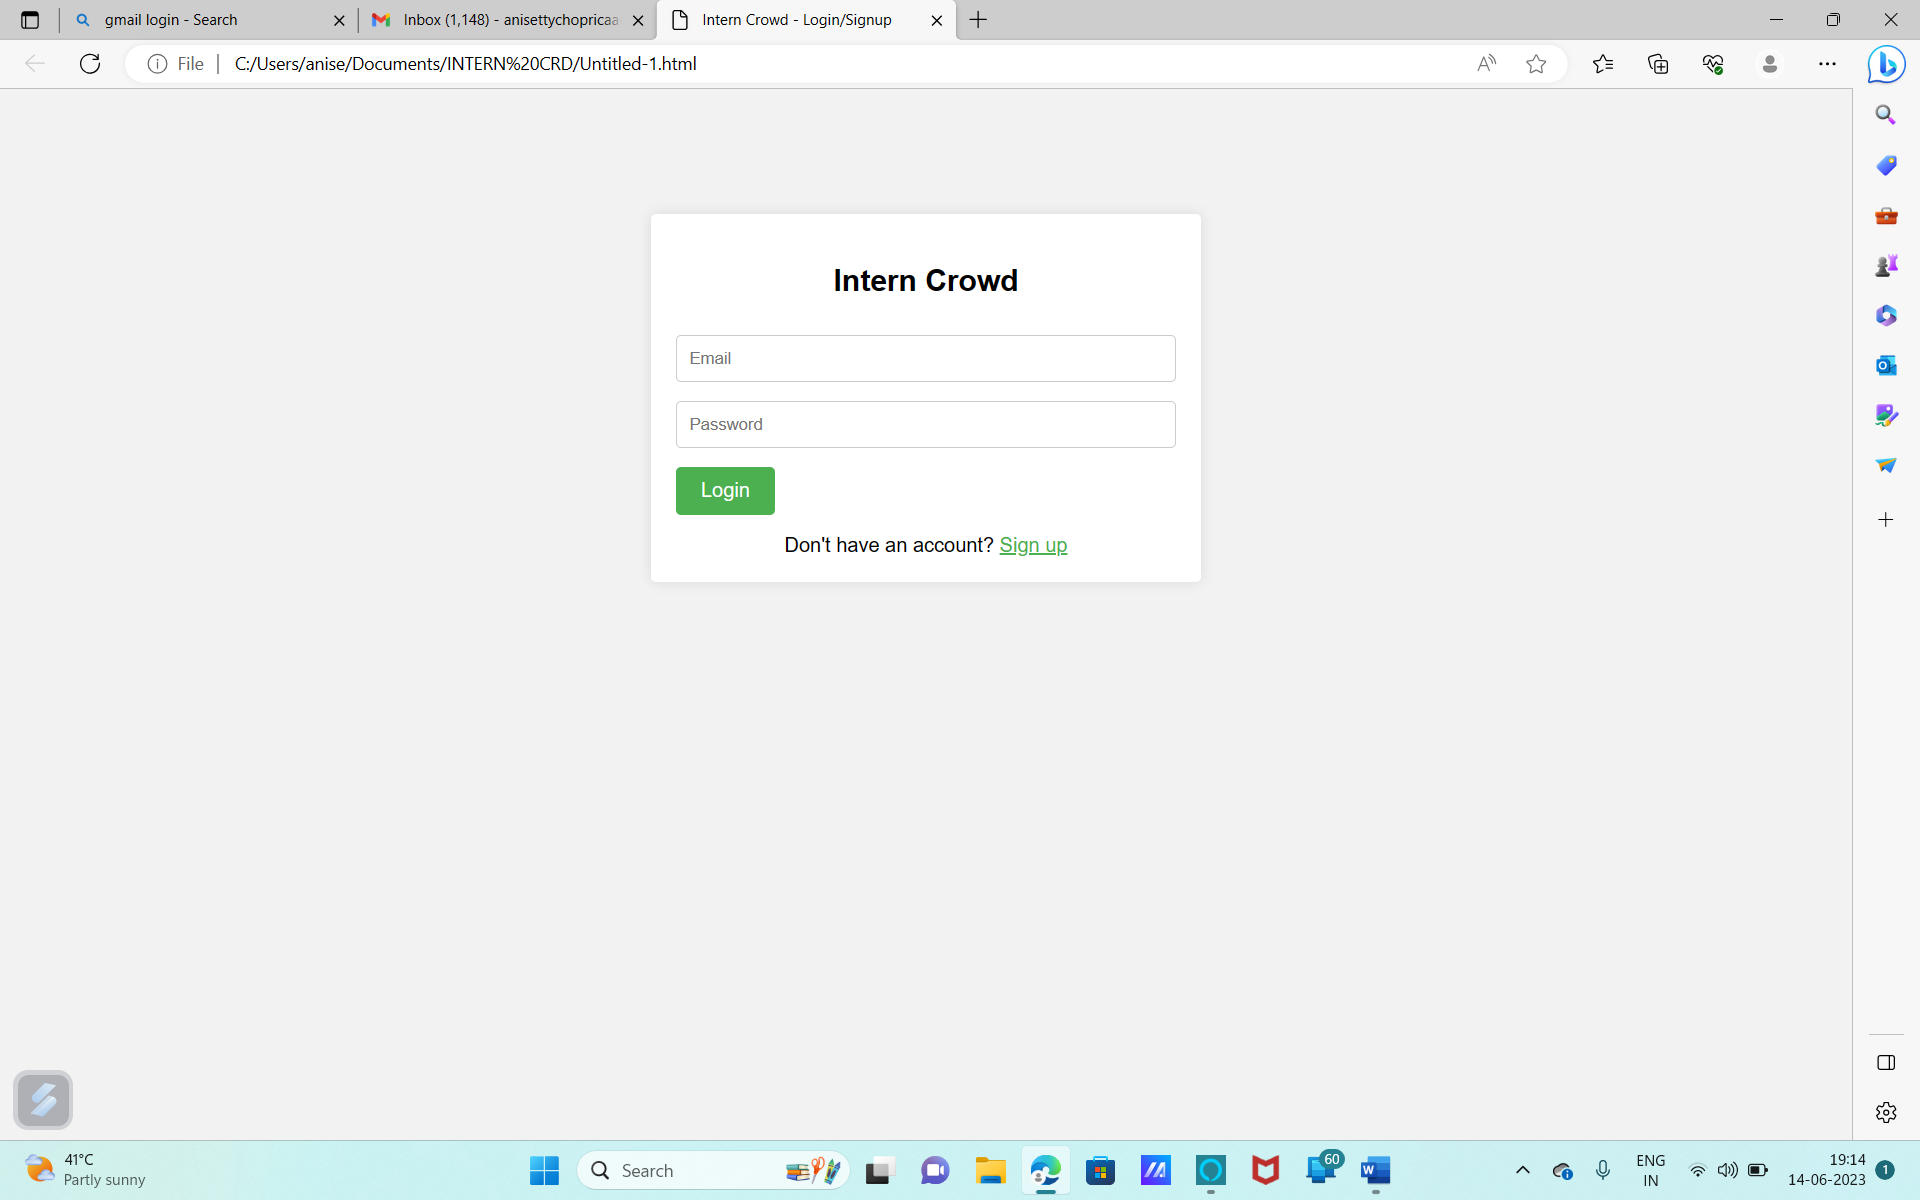 gmail login - Search
Inbox (1,148) - anisettychopricaa
Intern Crowd - Login/Signup
File
C:/Users/anise/Documents/INTERN%20CRD/Untitled-1.html
Intern Crowd
Email
Password
Login
Don't have an account? Sign up
41°C
Partly sunny
Search
60
ENG
IN
19:14
14-06-2023
1